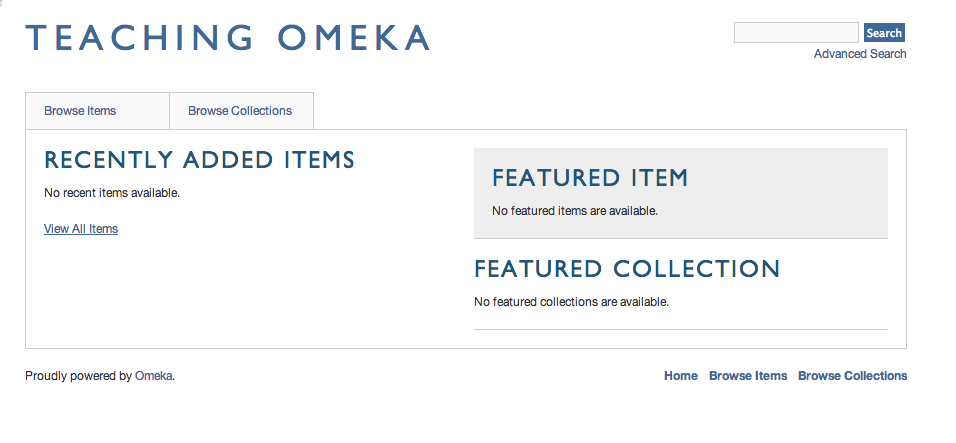 TEACHING OMEKA
Search
Advanced Search
Browse Items
Browse Collections
RECENTLY ADDED ITEMS
No recent items available.
View All Items
FEATURED ITEM
No featured items are available.
FEATURED COLLECTION
No featured collections are available.
Proudly powered by Omeka.
Home Browse Items Browse Collections